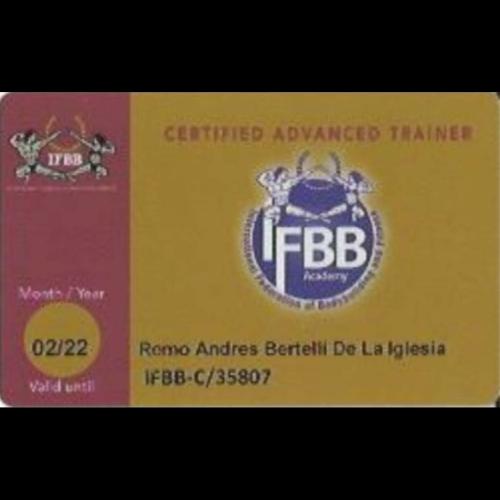 IFBB
CERTIFIED ADVANCED TRAINER
IFBB
Academy
International Federation of Bodybuilding and Fitness
Month / Year
02/22
Valid until
Remo Andres Bertelli De La Iglesia
IFBB-C/35807